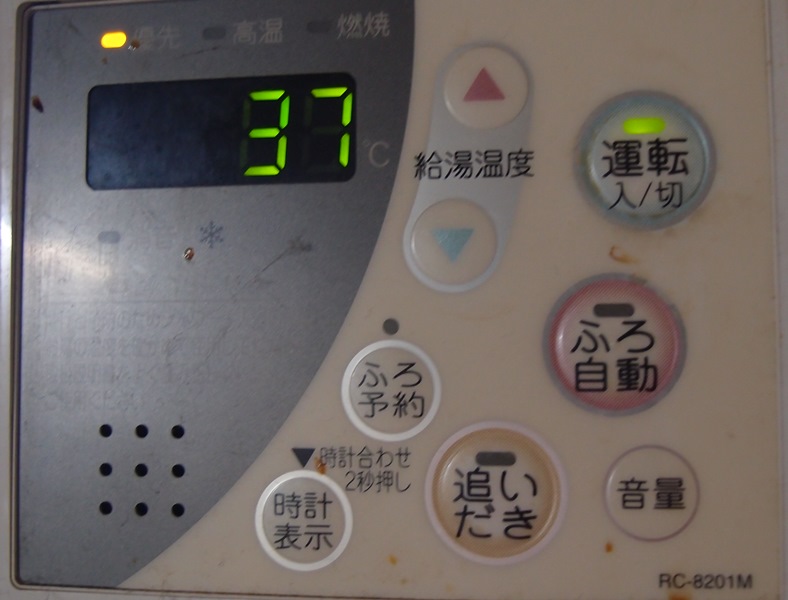 優先 高温 燃焼
37 ℃
給湯温度
運転
入/切
ふろ
自動
ふろ
予約
時計合わせ
2秒押し
時計
表示
追い
だき
音量
RC-8201M